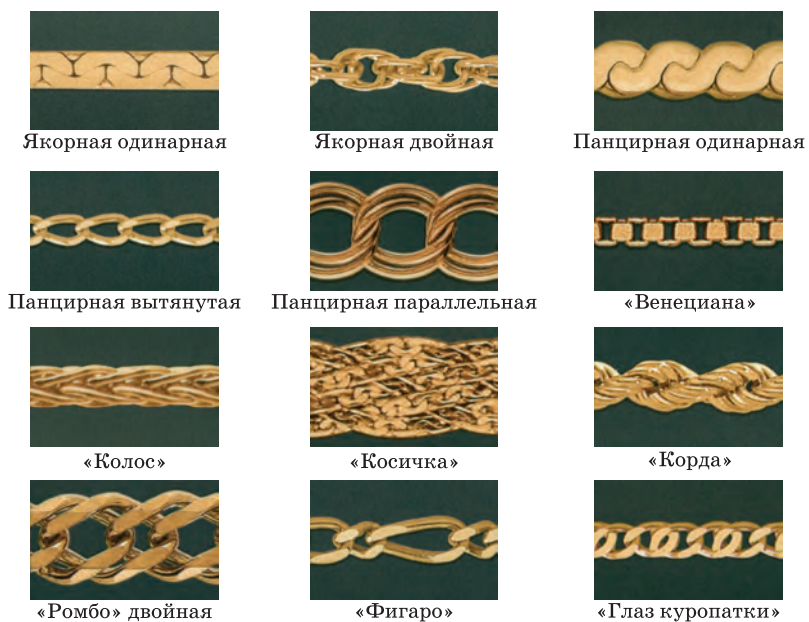 Якорная одинарная
Якорная двойная
Панцирная одинарная
Панцирная вытянутая
Панцирная параллельная
«Венециана»
«Колос»
«Косичка»
«Корда»
«Ромбо» двойная
«Фигаро»
«Глаз куропатки»